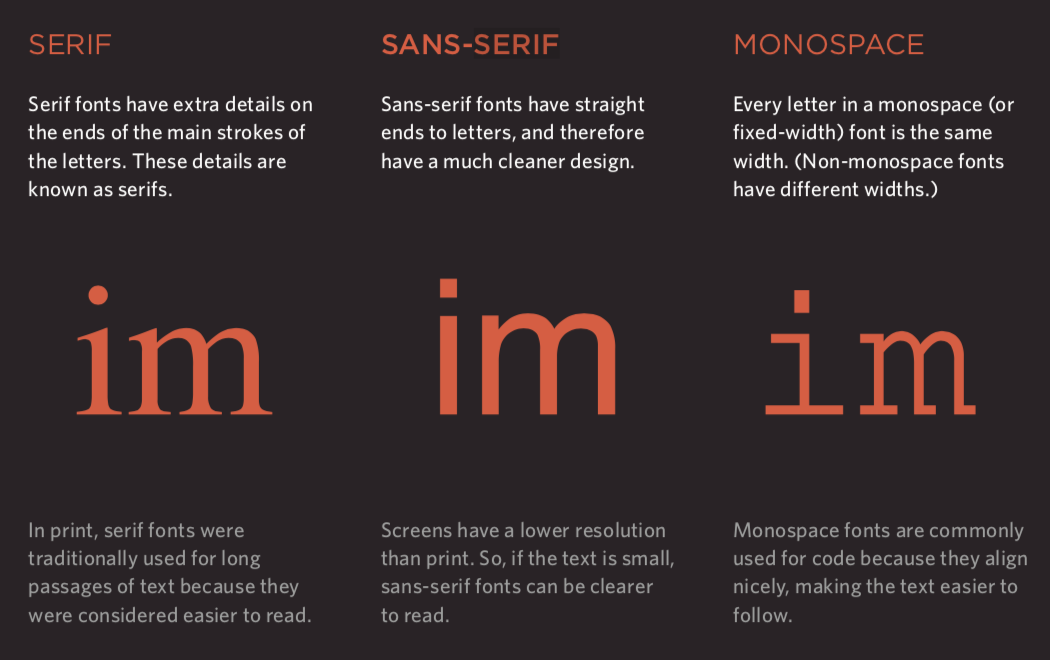 SERIF
Serif fonts have extra details on
the ends of the main strokes of
the letters. These details are
known as serifs.
im
In print, serif fonts were
traditionally used for long
passages of text because they
were considered easier to read.
SANS-SERIF
Sans-serif fonts have straight
ends to letters, and therefore
have a much cleaner design.
im
Screens have a lower resolution
than print. So, if the text is small,
sans-serif fonts can be clearer
to read.
MONOSPACE
Every letter in a monospace (or
fixed-width) font is the same
width. (Non-monospace fonts
have different widths.)
im
Monospace fonts are commonly
used for code because they align
nicely, making the text easier to
follow.